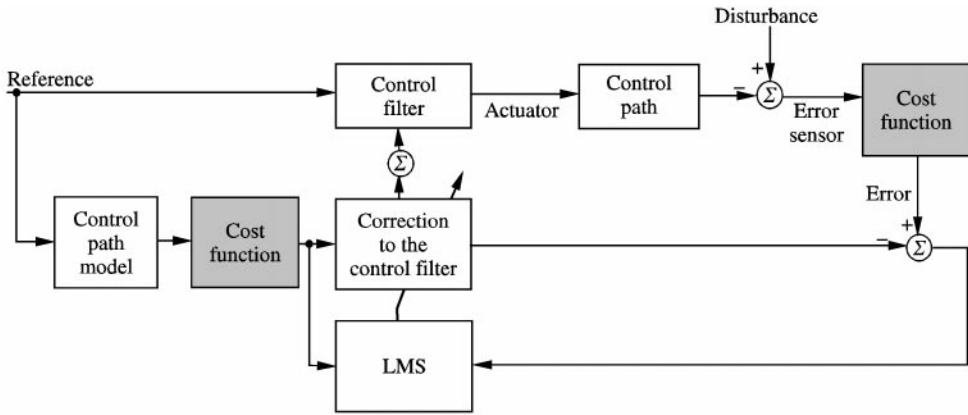 Disturbance
Reference
Control
filter
Actuator
Control
path
−
+
Σ
Error
sensor
Cost
function
Σ
Error
Control
path
model
Cost
function
Correction
to the
control filter
−
+
Σ
LMS